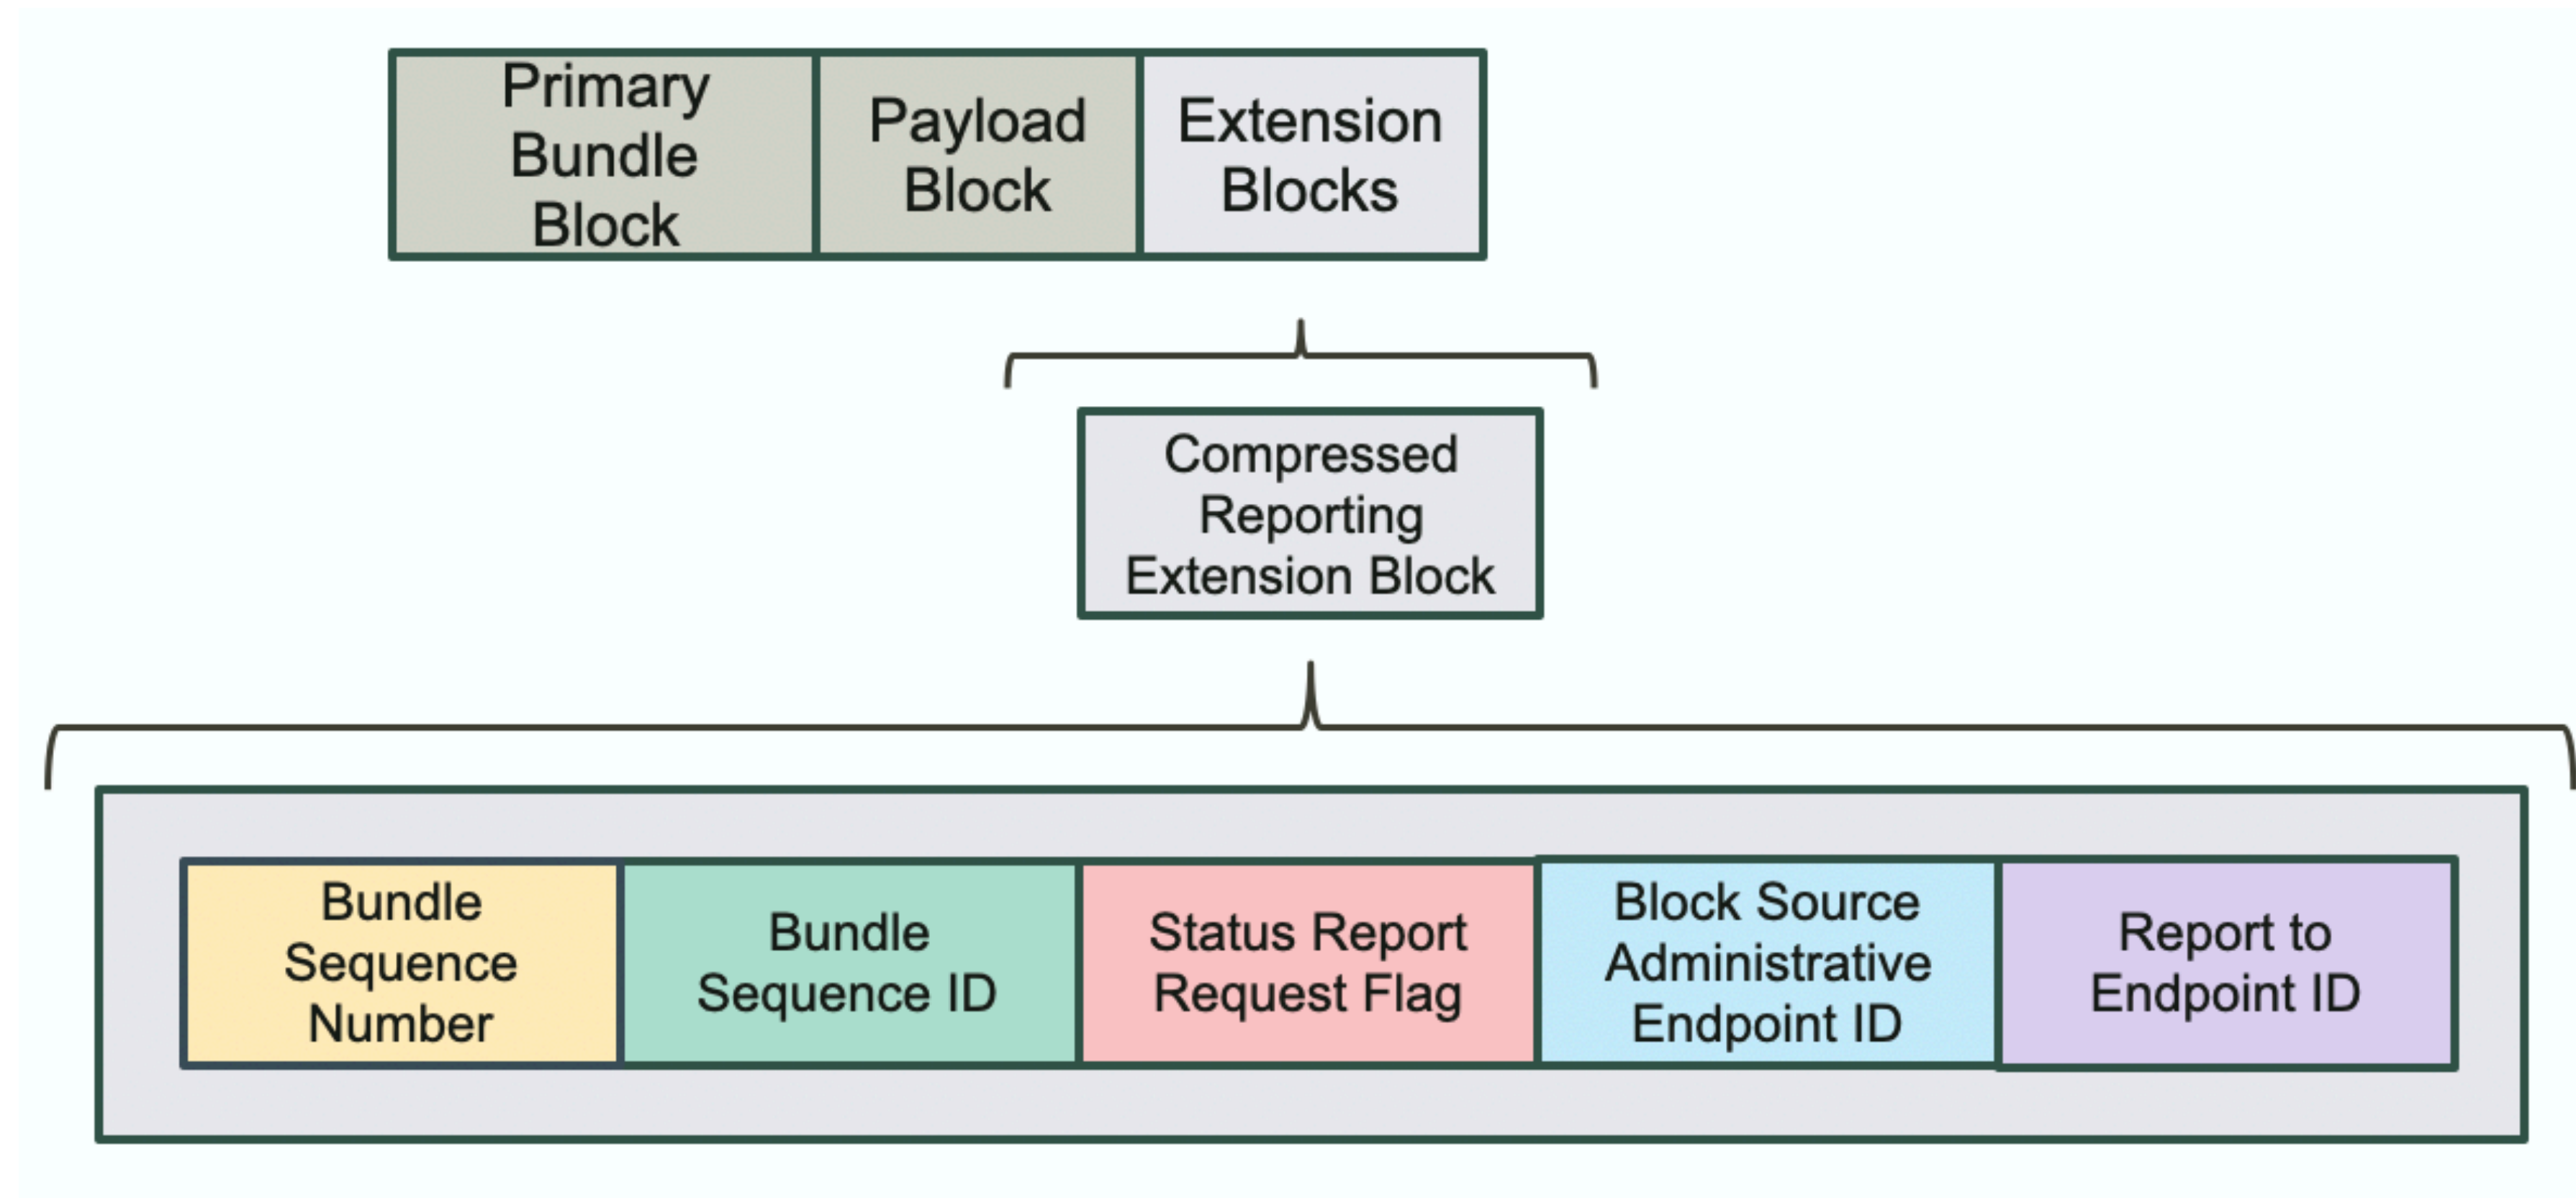 Primary
Bundle
Block
Payload
Block
Extension
Blocks
Compressed
Reporting
Extension Block
Bundle
Sequence
Number
Bundle
Sequence ID
Status Report
Request Flag
Block Source
Administrative
Endpoint ID
Report to
Endpoint ID